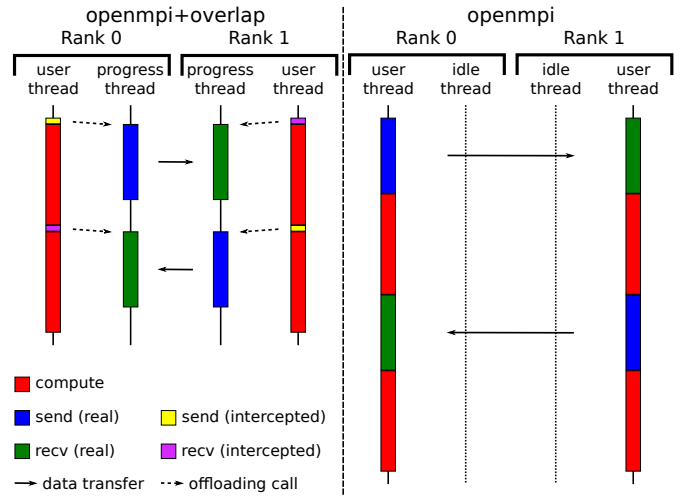 openmpi+overlap
openmpi
Rank 0
Rank 1
Rank 0
Rank 1
user thread
progress thread
progress thread
user thread
user thread
idle thread
idle thread
user thread
compute
send (real)
send (intercepted)
recv (real)
recv (intercepted)
data transfer
offloading call